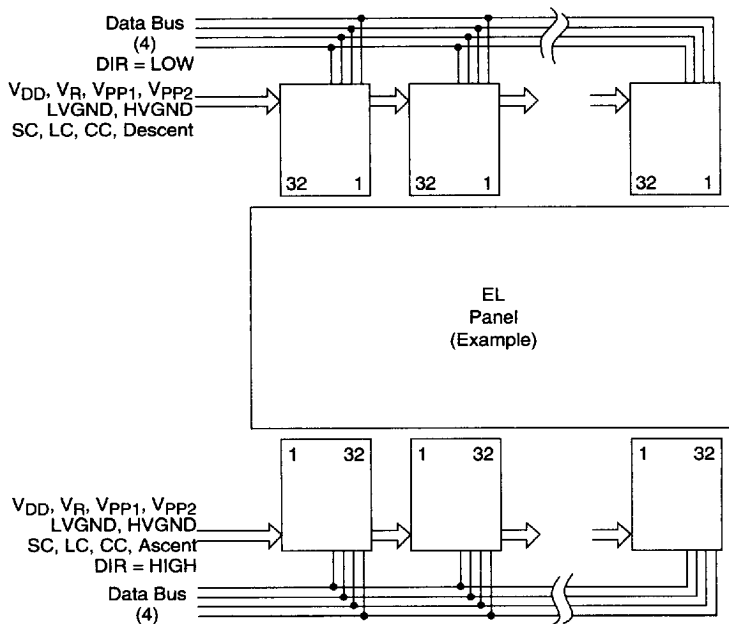 Data Bus
(4)
DIR = LOW
VDD, VR, VPP1, VPP2
LVGND, HVGND
SC, LC, CC, Descent
32 1
32 1
32 1
EL
Panel
(Example)
1 32
1 32
1 32
VDD, VR, VPP1, VPP2
LVGND, HVGND
SC, LC, CC, Ascent
DIR = HIGH
Data Bus
(4)